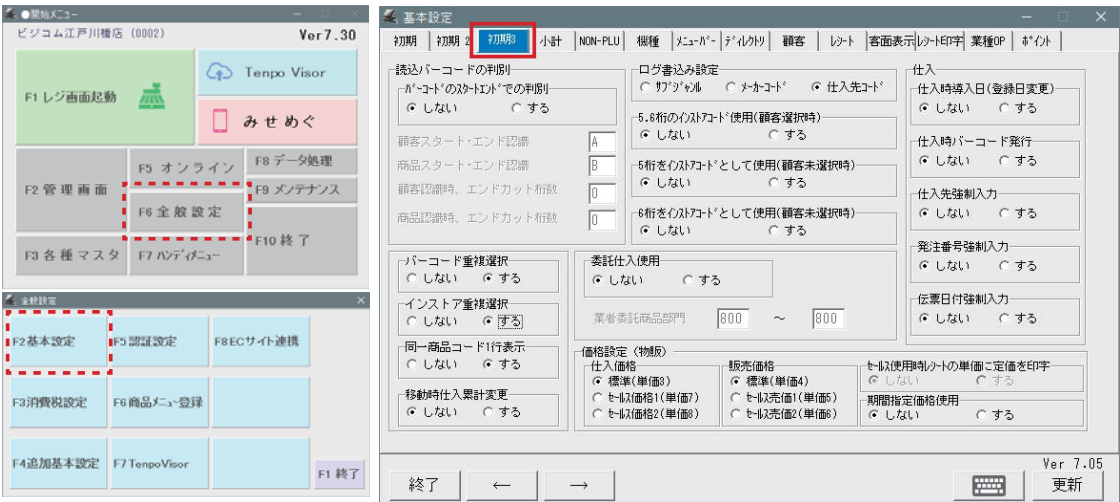 ●開始メニュー
ビジコム江戸川橋店 (0002)
Ver7.30
F1 レジ画面起動
Tenpo Visor
みせめぐ
F2 管 理 画 面
F5 オンライン
F8 データ処理
F6 全 般 設 定
F9 メンテナンス
F3 各 種 マ ス タ
F7 ハンディメニュー
F10 終 了
全般設定
F2基本設定
F5 認証設定
F8ECサイト連携
F3消費税設定
F6 商品メニュー登録
F4追加基本設定
F7 TenpoVisor
F1 終了
基本設定
初期
初期 2
初期3
小計
NON-PLU
機種
メニューバー
ディレクトリ
顧客
レシート
客面表示
レシート印字
業種OP
ポイント
読込バーコードの判別
バーコードのスタートエンドでの判別
しない する
顧客スタート・エンド認識 A
商品スタート・エンド認識 B
顧客認識時、エンドカット桁数 0
商品認識時、エンドカット桁数 0
バーコード重複選択
しない する
インストア重複選択
しない する
同一商品コード1行表示
しない する
移動時仕入累計変更
しない する
ログ書込み設定
サブジャンル メーカーコード 仕入先コード
5.6桁のインストアコード使用(顧客選択時)
しない する
5桁をインストアコードとして使用(顧客未選択時)
しない する
6桁をインストアコードとして使用(顧客未選択時)
しない する
委託仕入使用
しない する
業者委託商品部門 800 ～ 800
仕入
仕入時導入日(登録日変更)
しない する
仕入時バーコード発行
しない する
仕入先強制入力
しない する
発注番号強制入力
しない する
伝票日付強制入力
しない する
価格設定 (物販)
仕入価格
標準(単価3)
セールス価格1(単価7)
セールス価格2(単価8)
販売価格
標準(単価4)
セールス売価1(単価5)
セールス売価2(単価6)
セールス使用時レシートの単価に定価を印字
しない する
期間指定価格使用
しない する
Ver 7.05
終了
←
→
更新